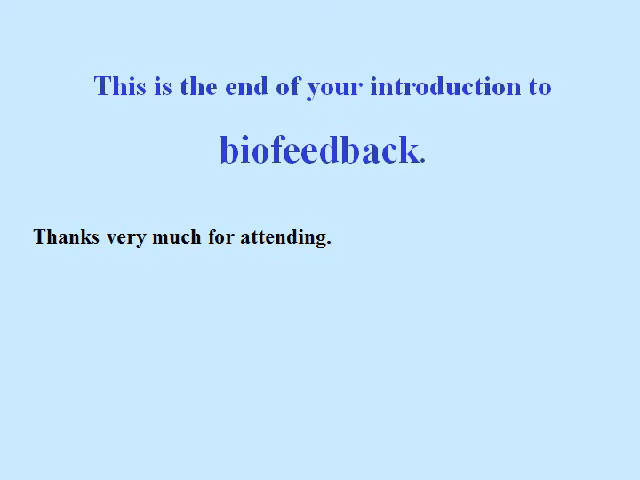 This is the end of your introduction to
biofeedback.
Thanks very much for attending.